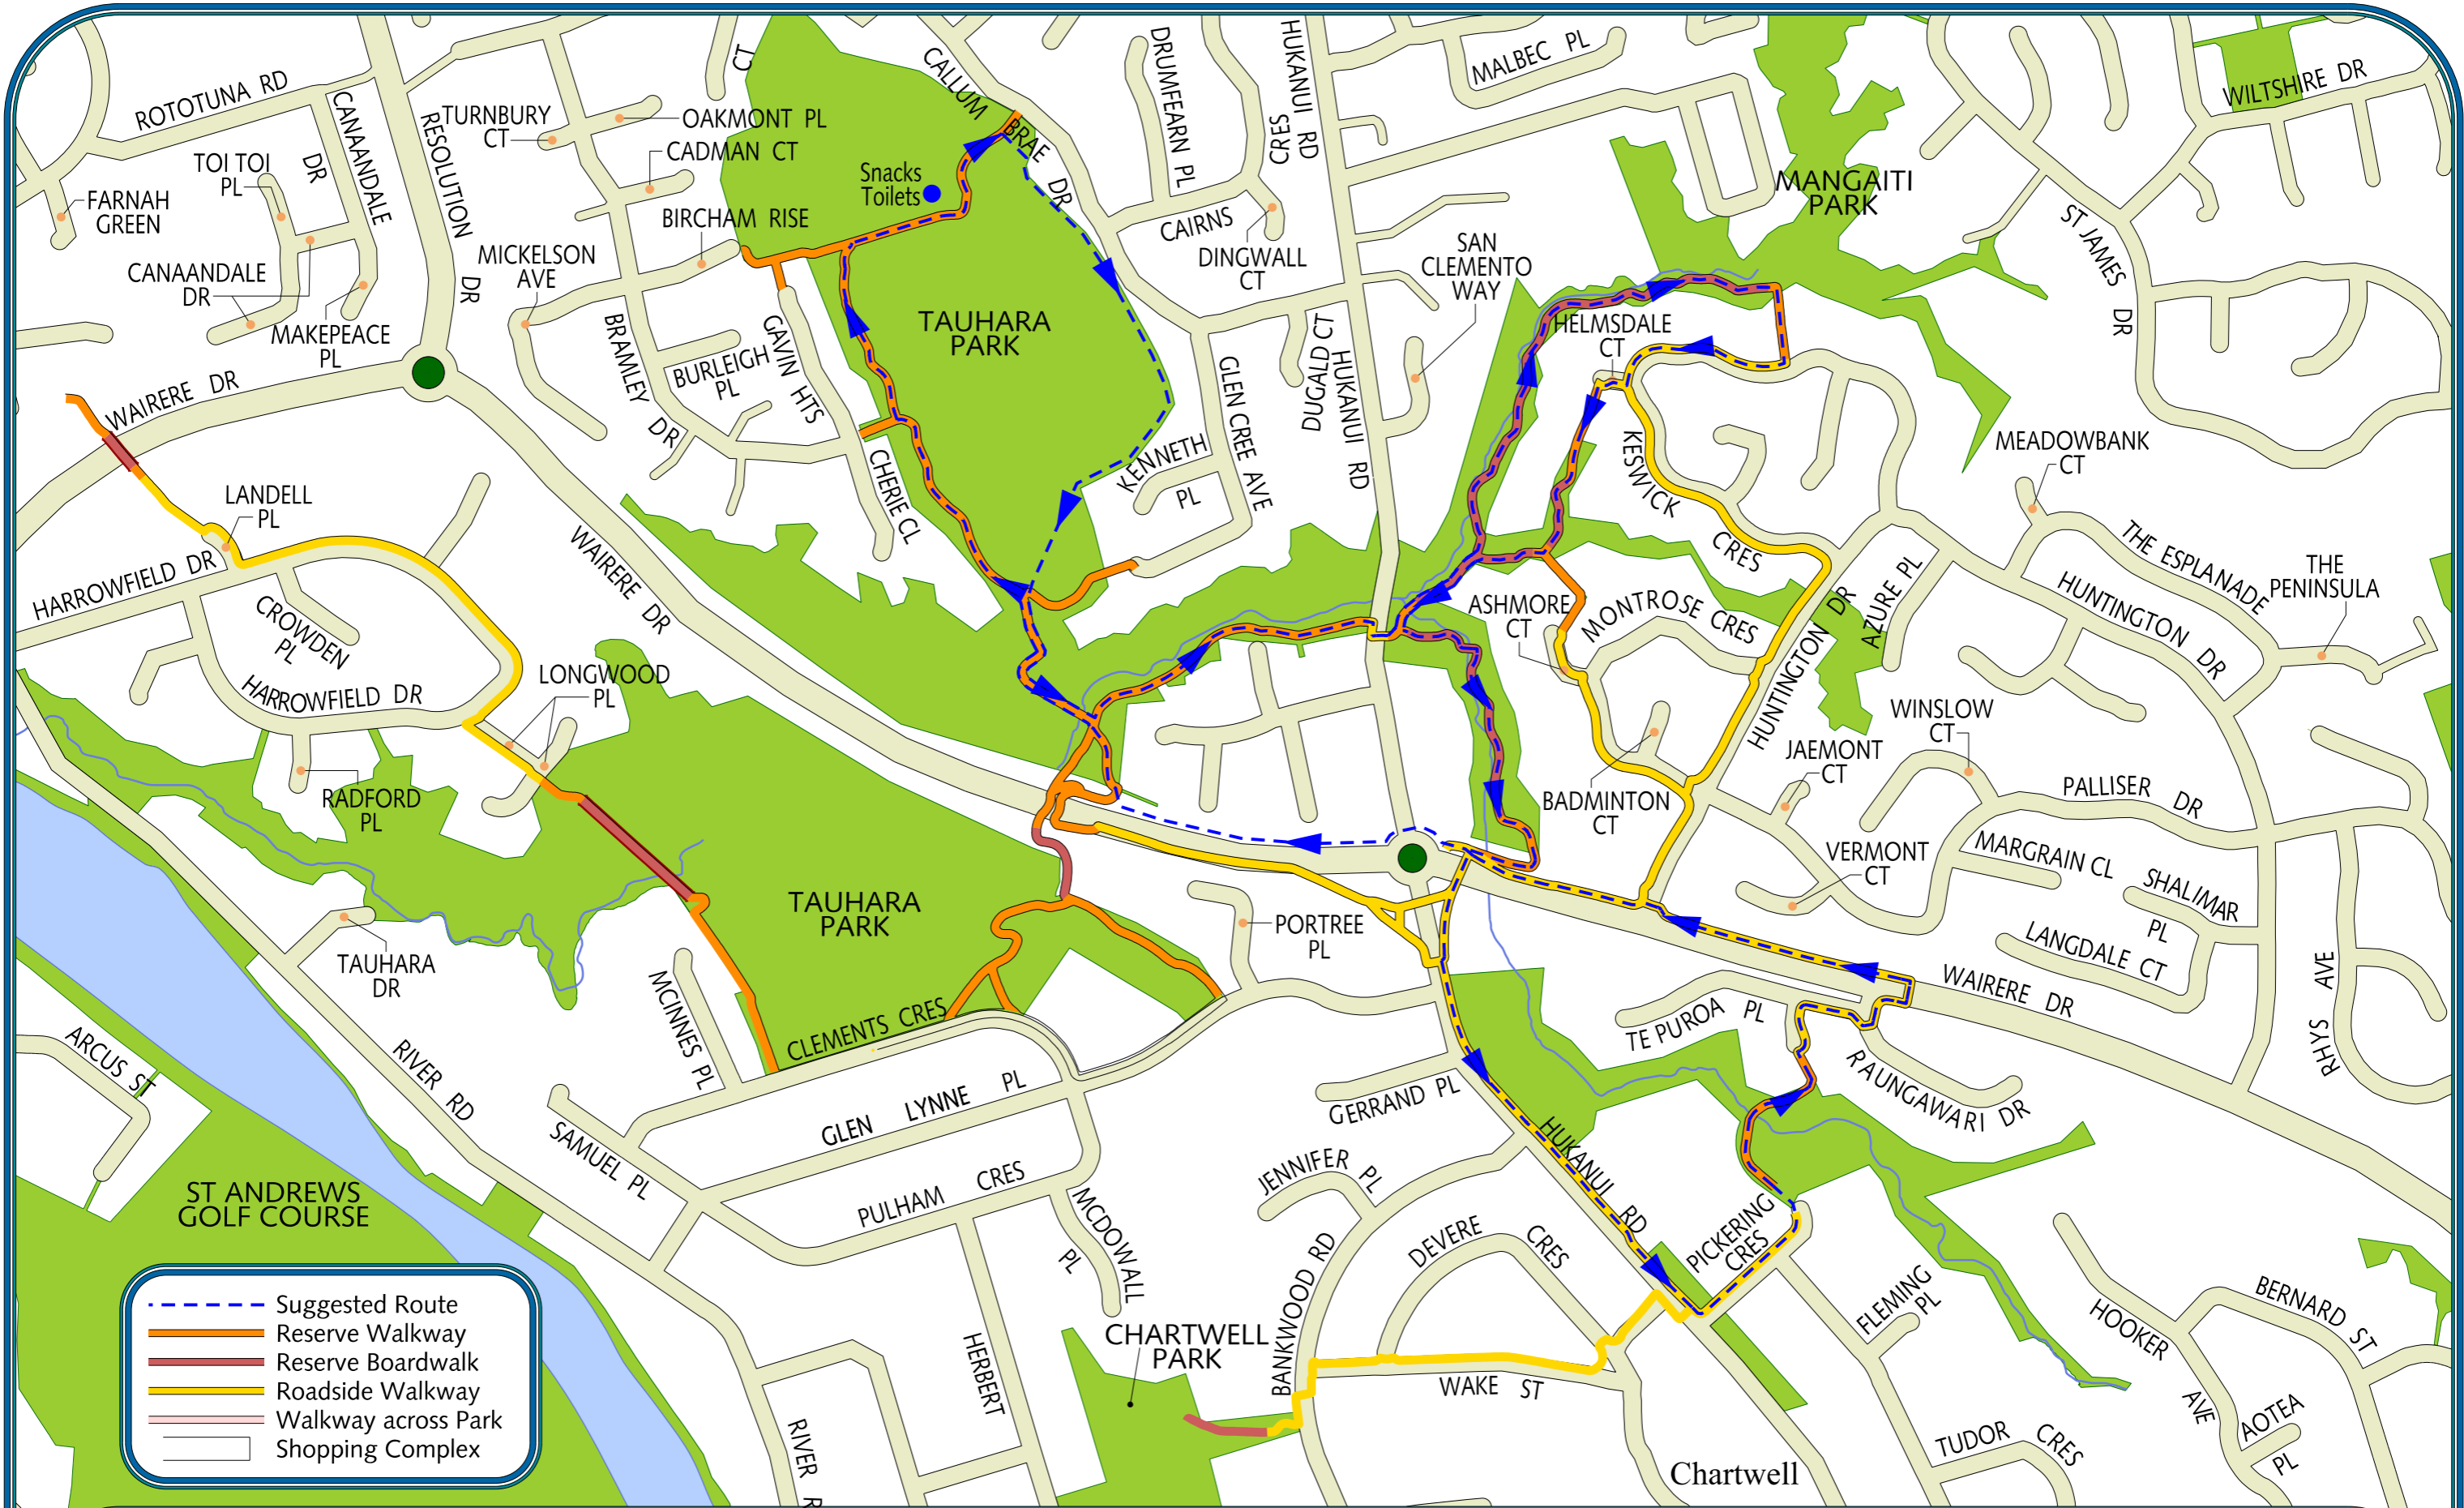 ROTOTUNA RD
CANAANDALE
DR
RESOLUTION
DR
TURNBURY
CT
OAKMONT PL
CADMAN CT
CT
BIRCHAM RISE
TOI TOI
PL
FARNAH
GREEN
CANAANDALE
DR
MAKEPEACE
PL
MICKELSON
AVE
BRAMLEY
DR
BURLEIGH
PL
GAVIN HTS
CHERIE CL
Snacks
Toilets
TAUHARA
PARK
CALLUM
BRAE
DR
DRUMFEARN PL
CRES
HUKANUI RD
CAIRNS
DINGWALL
CT
MALBEC PL
SAN
CLEMENTO
WAY
DUGALD CT
HUKANUI RD
GLEN CREE AVE
KENNETH
PL
MANGAITI
PARK
WILTSHIRE DR
ST JAMES
DR
HELMSDALE
CT
KESWICK
CRES
MEADOWBANK
CT
THE ESPLANADE
THE
PENINSULA
HUNTINGTON DR
AZURE PL
HUNTINGTON DR
MONTROSE CRES
ASHMORE
CT
BADMINTON
CT
JAEMONT
CT
WINSLOW
CT
PALLISER DR
MARGRAIN CL
VERMONT
CT
SHALIMAR
PL
LANGDALE CT
RHYS AVE
WAIRERE DR
WAIRERE DR
LANDELL
PL
HARROWFIELD DR
CROWDEN
PL
HARROWFIELD DR
LONGWOOD
PL
RADFORD
PL
TAUHARA
DR
TAUHARA
PARK
PORTREE
PL
WAIRERE DR
TE PUROA PL
RAUNGAWARI DR
MCINNES PL
CLEMENTS CRES
GLEN LYNNE PL
SAMUEL PL
PULHAM CRES
MCDOWALL
PL
GERRAND PL
JENNIFER PL
HUKANUI RD
DEVERE CRES
PICKERING
CRES
BANKWOOD RD
WAKE ST
FLEMING
PL
HOOKER
AVE
BERNARD ST
AOTEA
PL
TUDOR CRES
Chartwell
CHARTWELL
PARK
HERBERT
RIVER RD
RIVER R
ARCUS ST
ST ANDREWS
GOLF COURSE
Suggested Route
Reserve Walkway
Reserve Boardwalk
Roadside Walkway
Walkway across Park
Shopping Complex